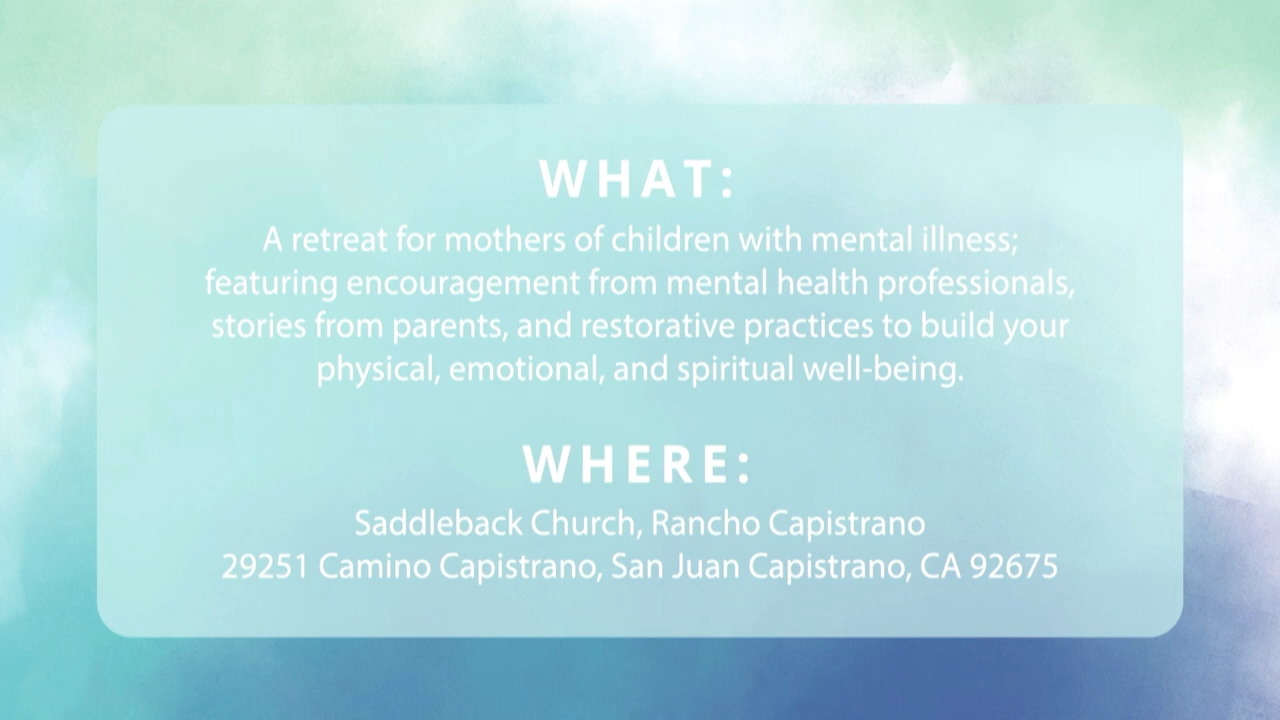 WHAT:
A retreat for mothers of children with mental illness;
featuring encouragement from mental health professionals,
stories from parents, and restorative practices to build your
physical, emotional, and spiritual well-being.
WHERE:
Saddleback Church, Rancho Capistrano
29251 Camino Capistrano, San Juan Capistrano, CA 92675